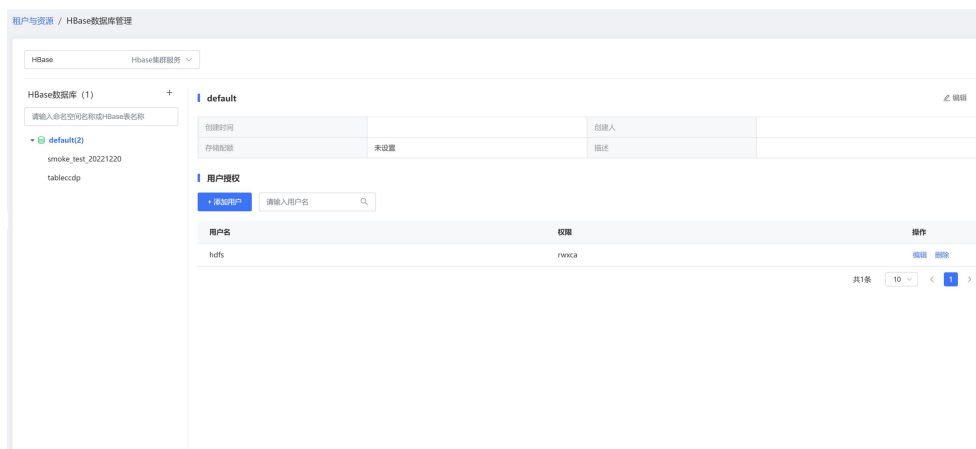 租户与资源 / HBase数据库管理
HBase Hbase集群服务
HBase数据库（1） +
请输入命名空间名称或HBase表名称
default(2)
smoke_test_20221220
tableccdp
default 编辑
创建时间 创建人
存储配额 未设置 描述
用户授权
+ 添加用户 请输入用户名
用户名 权限 操作
hdfs rwxca 编辑 删除
共1条 10 < 1 >